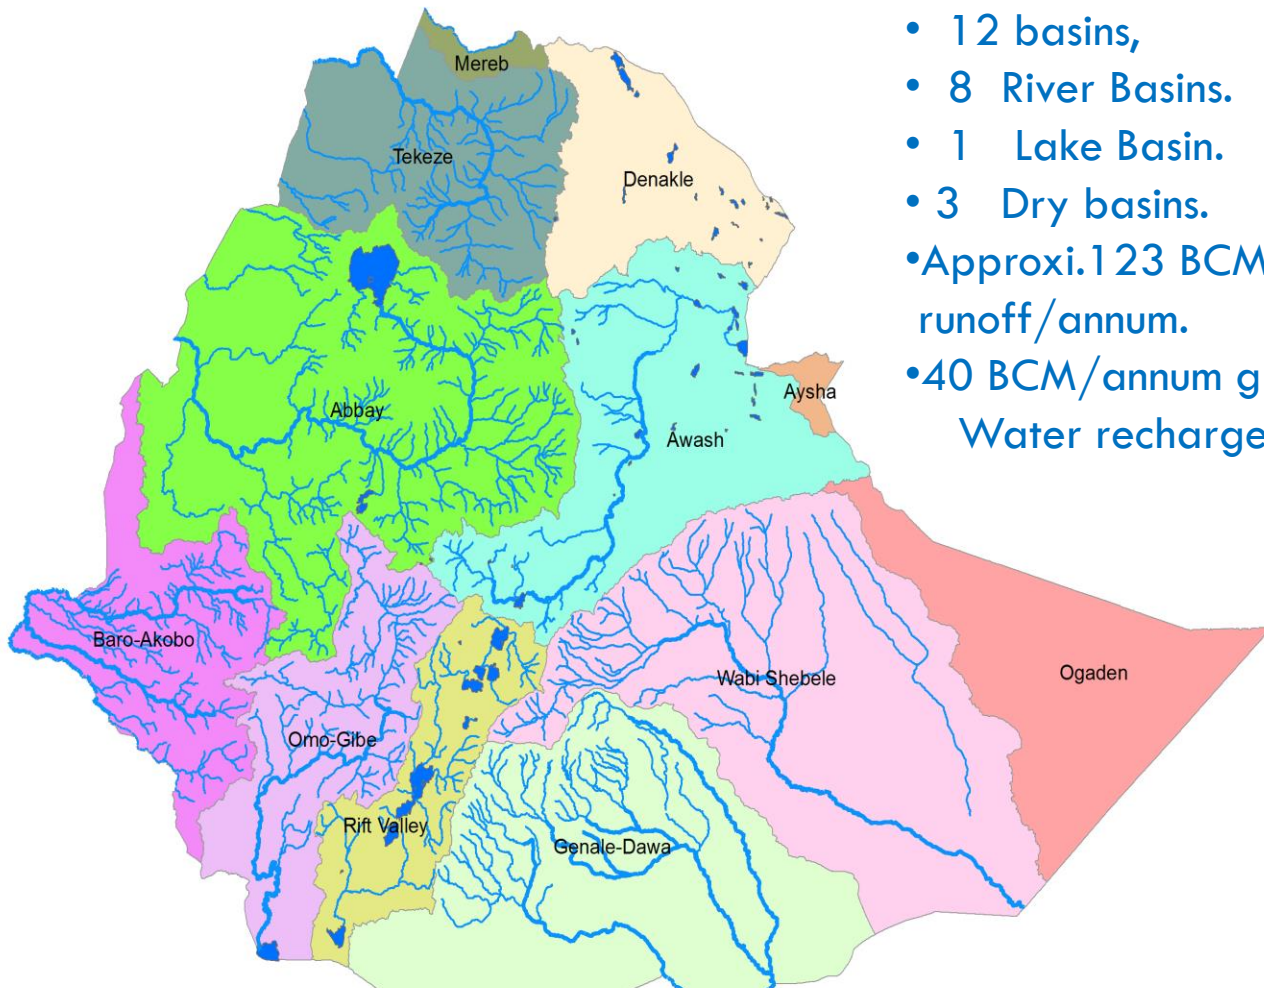 • 12 basins,
• 8 River Basins.
• 1 Lake Basin.
• 3 Dry basins.
•Approxi.123 BCM
runoff/annum.
•40 BCM/annum g
Water recharge
Mereb
Tekeze
Denakle
Aysha
Abbay
Awash
Baro-Akobo
Wabi Shebele
Ogaden
Omo-Gibe
Rift Valley
Genale-Dawa